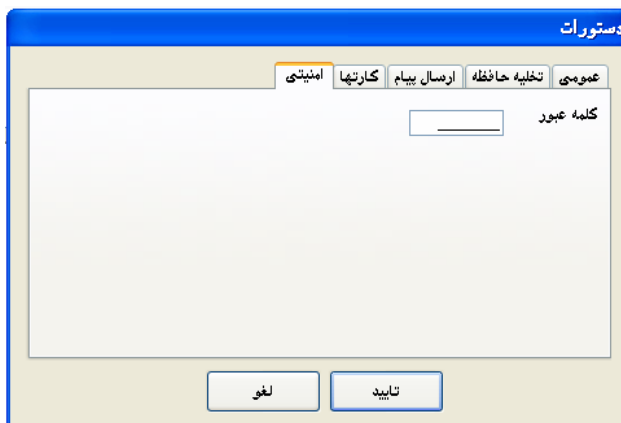 دستورات
عمومی تخلیه حافظه ارسال پیام کارتها امنیتی
کلمه عبور
تایید لغو